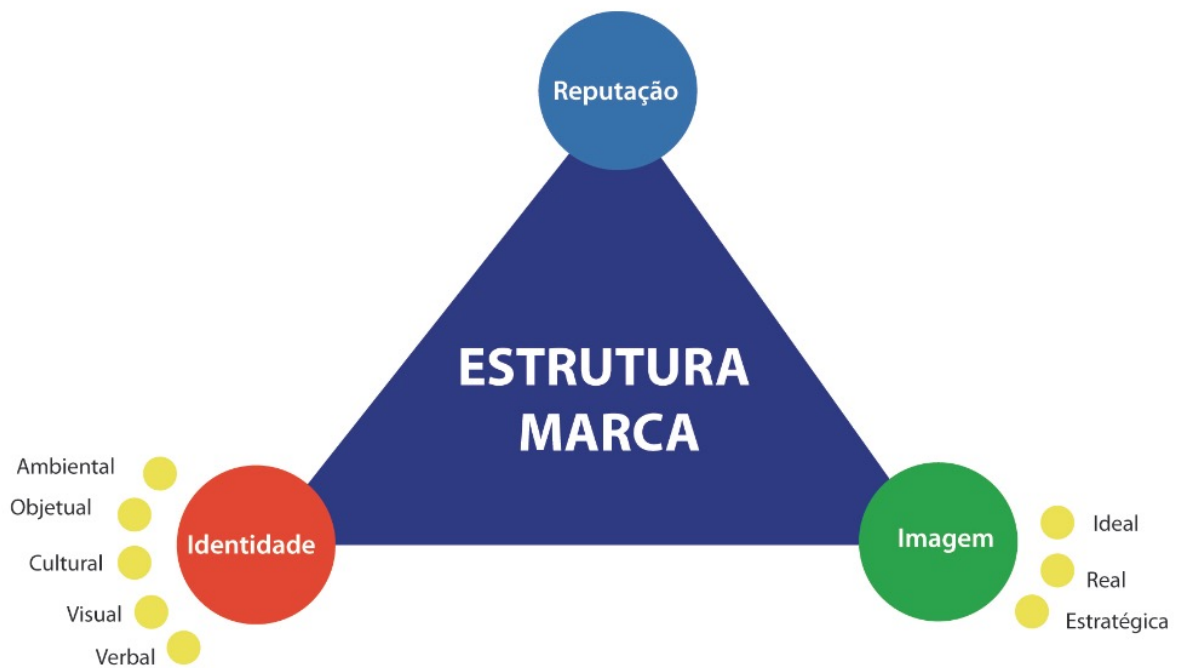 Reputação
ESTRUTURA
MARCA
Ambiental
Objetual
Cultural
Visual
Verbal
Identidade
Imagem
Ideal
Real
Estratégica